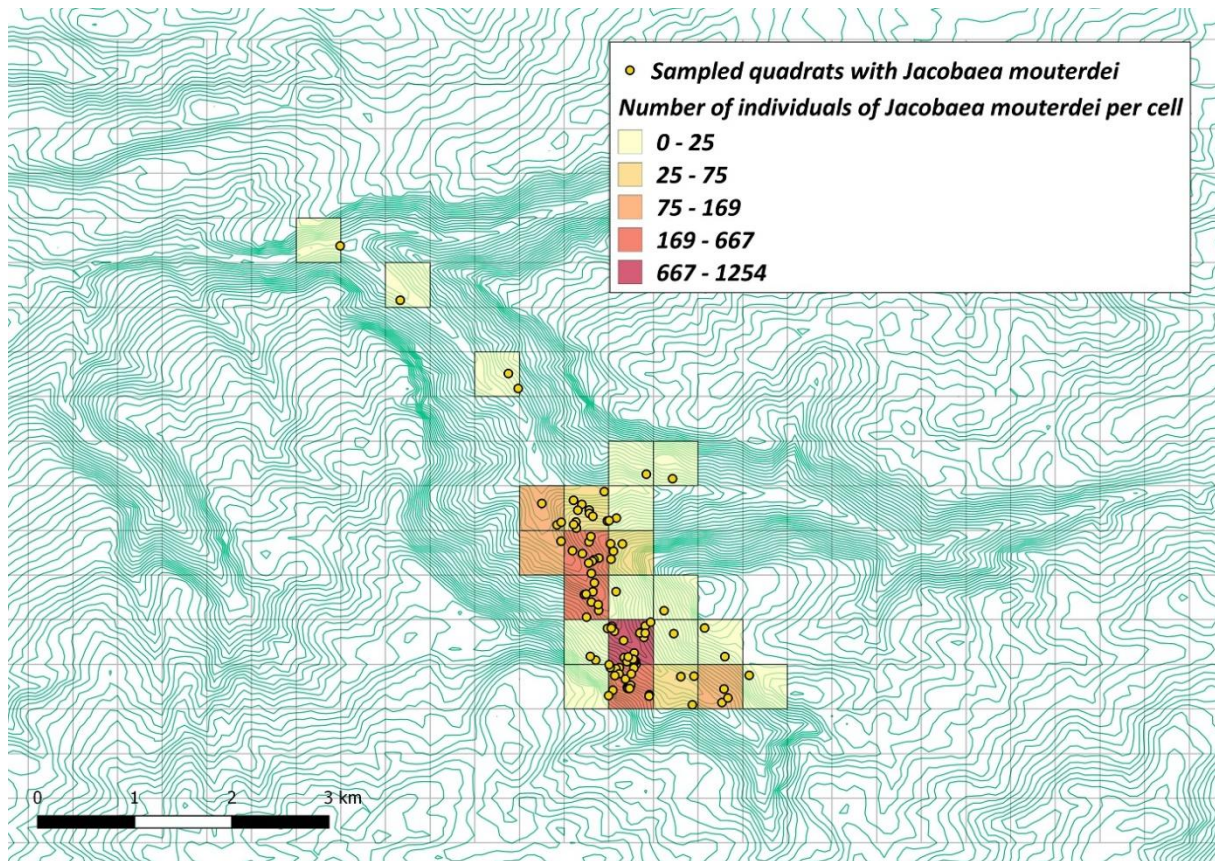 Sampled quadrats with Jacobaea mouterdei
Number of individuals of Jacobaea mouterdei per cell
0 - 25
25 - 75
75 - 169
169 - 667
667 - 1254
0 1 2 3 km